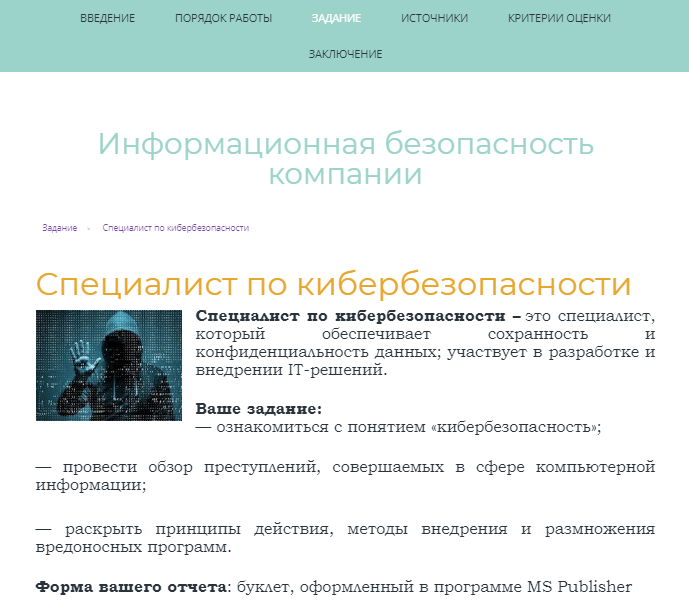 ВВЕДЕНИЕ ПОРЯДОК РАБОТЫ ЗАДАНИЕ ИСТОЧНИКИ КРИТЕРИИ ОЦЕНКИ
ЗАКЛЮЧЕНИЕ
Информационная безопасность
компании
Задание » Специалист по кибербезопасности
Специалист по кибербезопасности
Специалист по кибербезопасности – это специалист,
который обеспечивает сохранность и
конфиденциальность данных; участвует в разработке и
внедрении IT-решений.
Ваше задание:
— ознакомиться с понятием «кибербезопасность»;
— провести обзор преступлений, совершаемых в сфере компьютерной
информации;
— раскрыть принципы действия, методы внедрения и размножения
вредоносных программ.
Форма вашего отчета: буклет, оформленный в программе MS Publisher